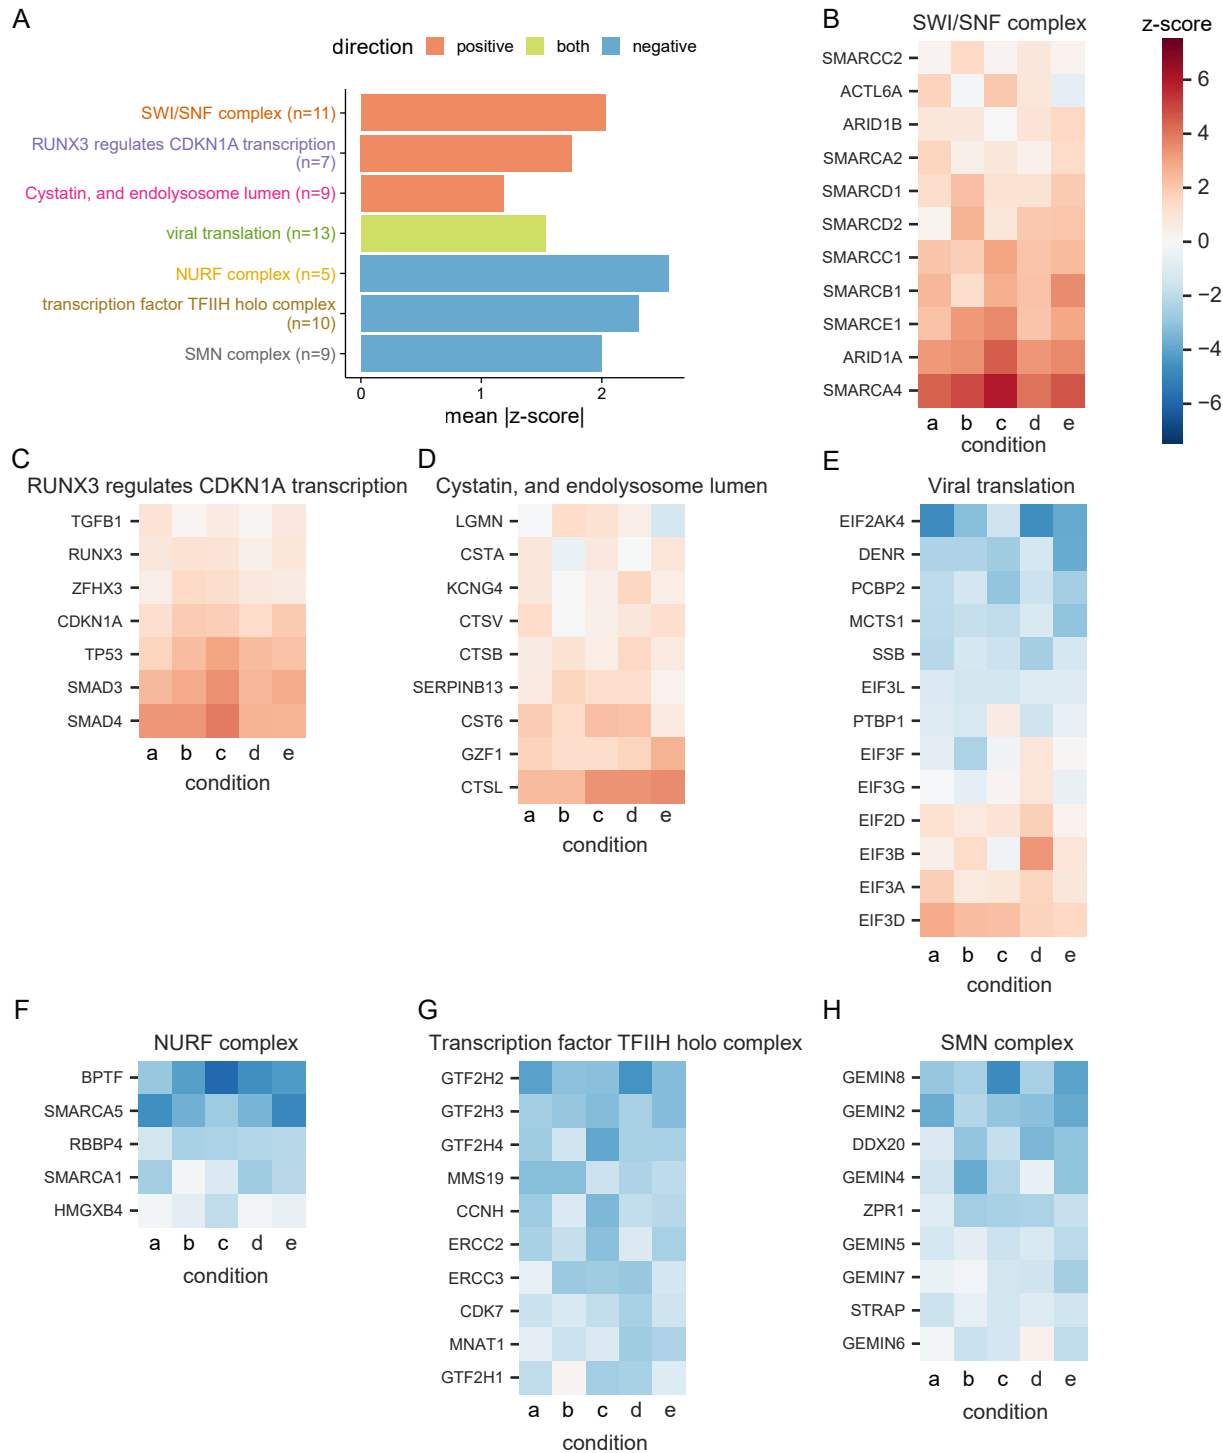 A
direction positive both negative
SWI/SNF complex (n=11)
RUNX3 regulates CDKN1A transcription
(n=7)
Cystatin, and endolysosome lumen (n=9)
viral translation (n=13)
NURF complex (n=5)
transcription factor TFIIH holo complex
(n=10)
SMN complex (n=9)
0 1 2
mean |z-score|
B
SWI/SNF complex
SMARCC2
ACTL6A
ARID1B
SMARCA2
SMARCD1
SMARCD2
SMARCC1
SMARCB1
SMARCE1
ARID1A
SMARCA4
a b c d e
condition
z-score
6
4
2
0
−2
−4
−6
C
RUNX3 regulates CDKN1A transcription
TGFB1
RUNX3
ZFHX3
CDKN1A
TP53
SMAD3
SMAD4
a b c d e
condition
D
Cystatin, and endolysosome lumen
LGMN
CSTA
KCNG4
CTSV
CTSB
SERPINB13
CST6
GZF1
CTSL
a b c d e
condition
E
Viral translation
EIF2AK4
DENR
PCBP2
MCTS1
SSB
EIF3L
PTBP1
EIF3F
EIF3G
EIF2D
EIF3B
EIF3A
EIF3D
a b c d e
condition
F
NURF complex
BPTF
SMARCA5
RBBP4
SMARCA1
HMGXB4
a b c d e
condition
G
Transcription factor TFIIH holo complex
GTF2H2
GTF2H3
GTF2H4
MMS19
CCNH
ERCC2
ERCC3
CDK7
MNAT1
GTF2H1
a b c d e
condition
H
SMN complex
GEMIN8
GEMIN2
DDX20
GEMIN4
ZPR1
GEMIN5
GEMIN7
STRAP
GEMIN6
a b c d e
condition